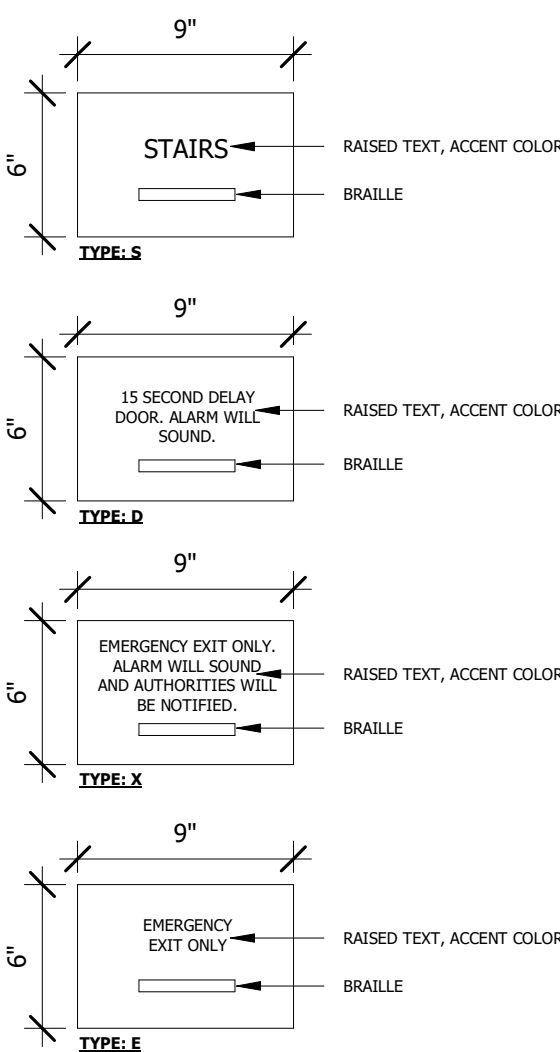 9"
6"
STAIRS
RAISED TEXT, ACCENT COLOR
BRAILLE
TYPE: S
9"
6"
15 SECOND DELAY
DOOR. ALARM WILL
SOUND.
RAISED TEXT, ACCENT COLOR
BRAILLE
TYPE: D
9"
6"
EMERGENCY EXIT ONLY.
ALARM WILL SOUND
AND AUTHORITIES WILL
BE NOTIFIED.
RAISED TEXT, ACCENT COLOR
BRAILLE
TYPE: X
9"
6"
EMERGENCY
EXIT ONLY
RAISED TEXT, ACCENT COLOR
BRAILLE
TYPE: E